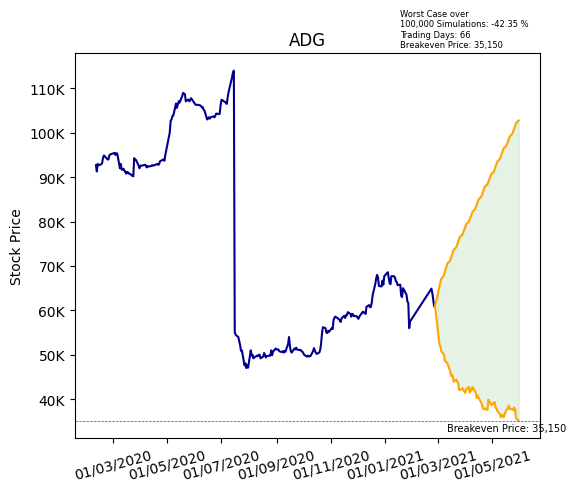 Worst Case over
100,000 Simulations: -42.35 %
Trading Days: 66
Breakeven Price: 35,150
ADG
Stock Price
110K
100K
90K
80K
70K
60K
50K
40K
Breakeven Price: 35,150
01/03/2020
01/05/2020
01/07/2020
01/09/2020
01/11/2020
01/01/2021
01/03/2021
01/05/2021